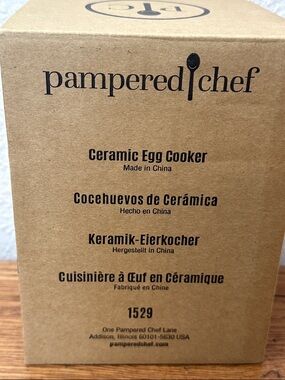 PC
pampered chef
Ceramic Egg Cooker
Made in China
Cocehuevos de Cerámica
Hecho en China
Keramik-Eierkocher
Hergestellt in China
Cuisinière à Œuf en Céramique
Fabriqué en Chine
1529
One Pampered Chef Lane
Addison, Illinois 60101-5630 USA
pamperedchef.com